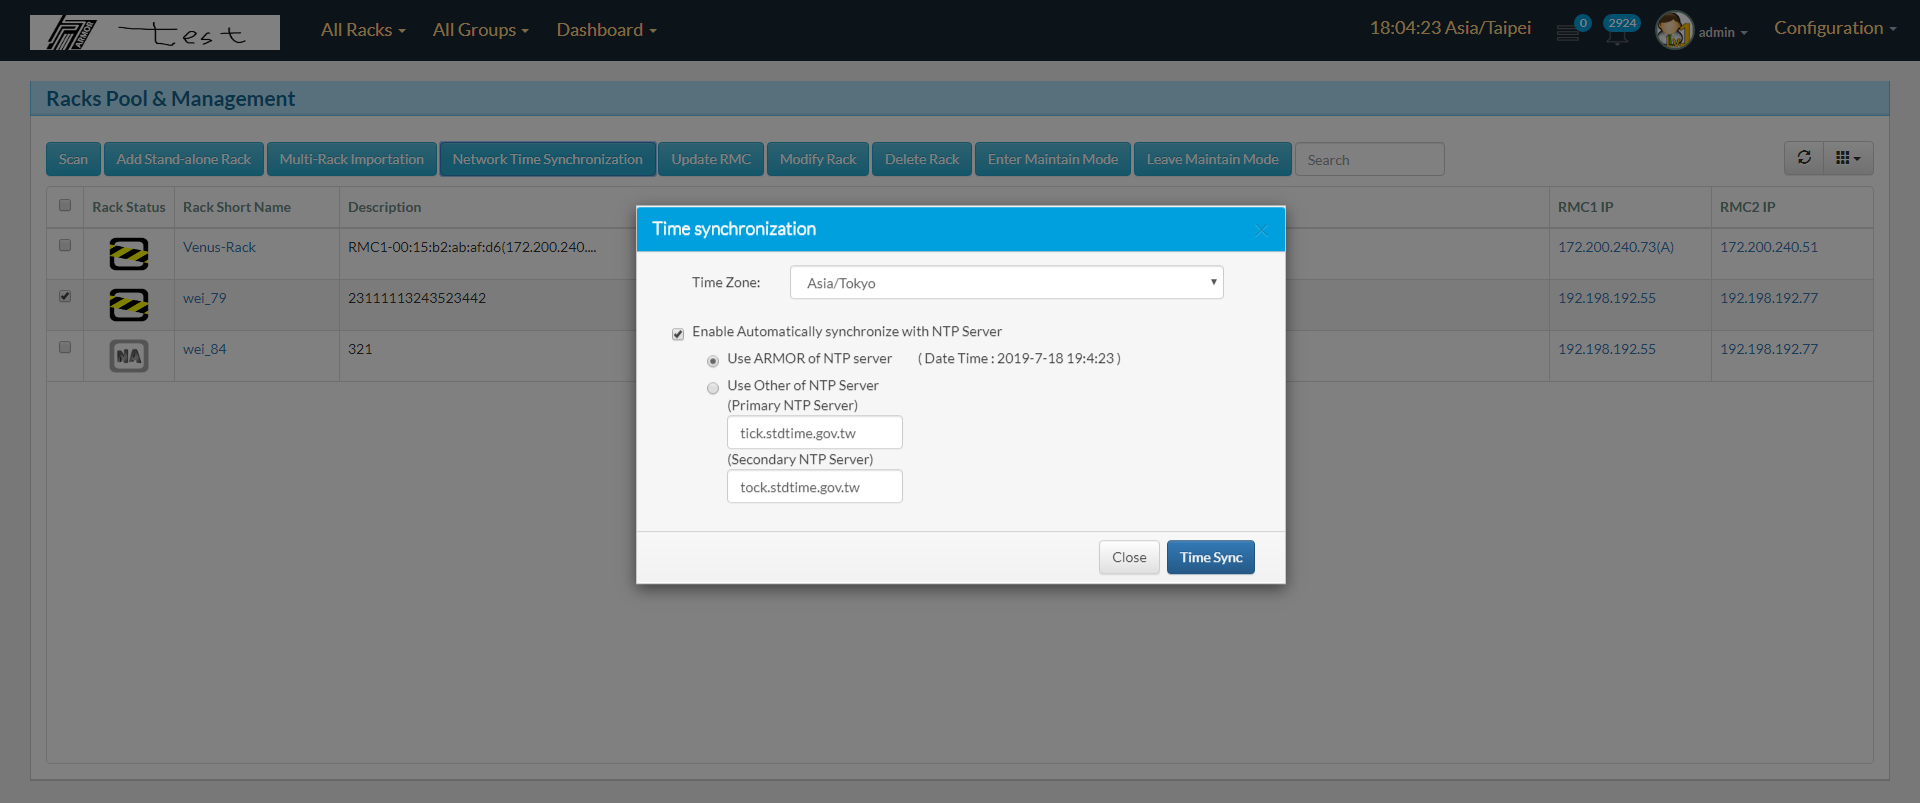 ARMOR test All Racks All Groups Dashboard 18:04:23 Asia/Taipei 0 2924 admin Configuration
Racks Pool & Management
Scan Add Stand-alone Rack Multi-Rack Importation Network Time Synchronization Update RMC Modify Rack Delete Rack Enter Maintain Mode Leave Maintain Mode Search
Rack Status Rack Short Name Description RMC1 IP RMC2 IP
Venus-Rack RMC1-00:15:b2:ab:af:d6(172.200.240.... 172.200.240.73(A) 172.200.240.51
wei_79 23111113243523442 192.198.192.55 192.198.192.77
NA wei_84 321 192.198.192.55 192.198.192.77
Time synchronization
Time Zone: Asia/Tokyo
Enable Automatically synchronize with NTP Server
Use ARMOR of NTP server ( Date Time : 2019-7-18 19:4:23 )
Use Other of NTP Server
(Primary NTP Server)
tick.stdtime.gov.tw
(Secondary NTP Server)
tock.stdtime.gov.tw
Close Time Sync